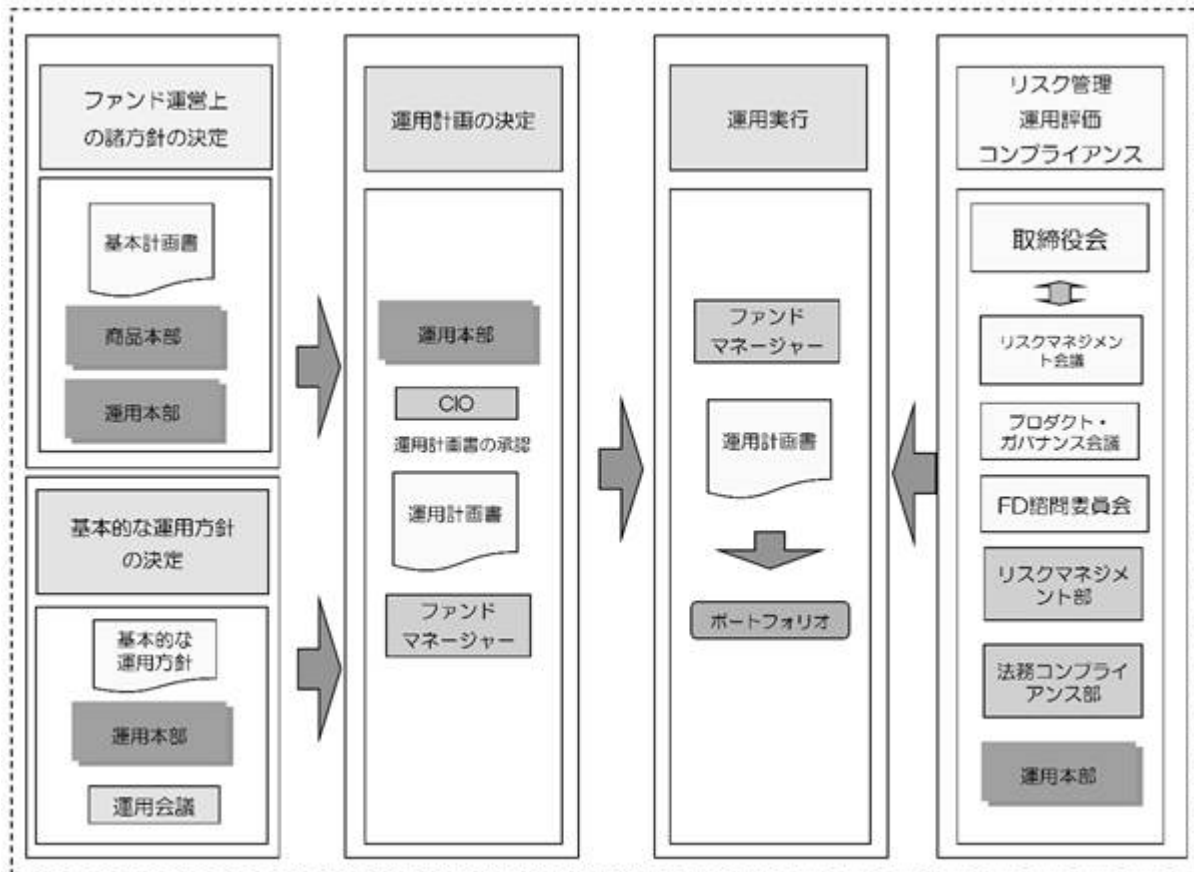 ファンド運営上
の諸方針の決定
基本計画書
商品本部
運用本部
基本的な運用方針
の決定
基本的な
運用方針
運用本部
運用会議
運用計画の決定
運用本部
CIO
運用計画書の承認
運用計画書
ファンド
マネージャー
運用実行
ファンド
マネージャー
運用計画書
ポートフォリオ
リスク管理
運用評価
コンプライアンス
取締役会
リスクマネジメン
ト会議
プロダクト・
ガバナンス会議
FD諮問委員会
リスクマネジメ
ント部
法務コンプライ
アンス部
運用本部